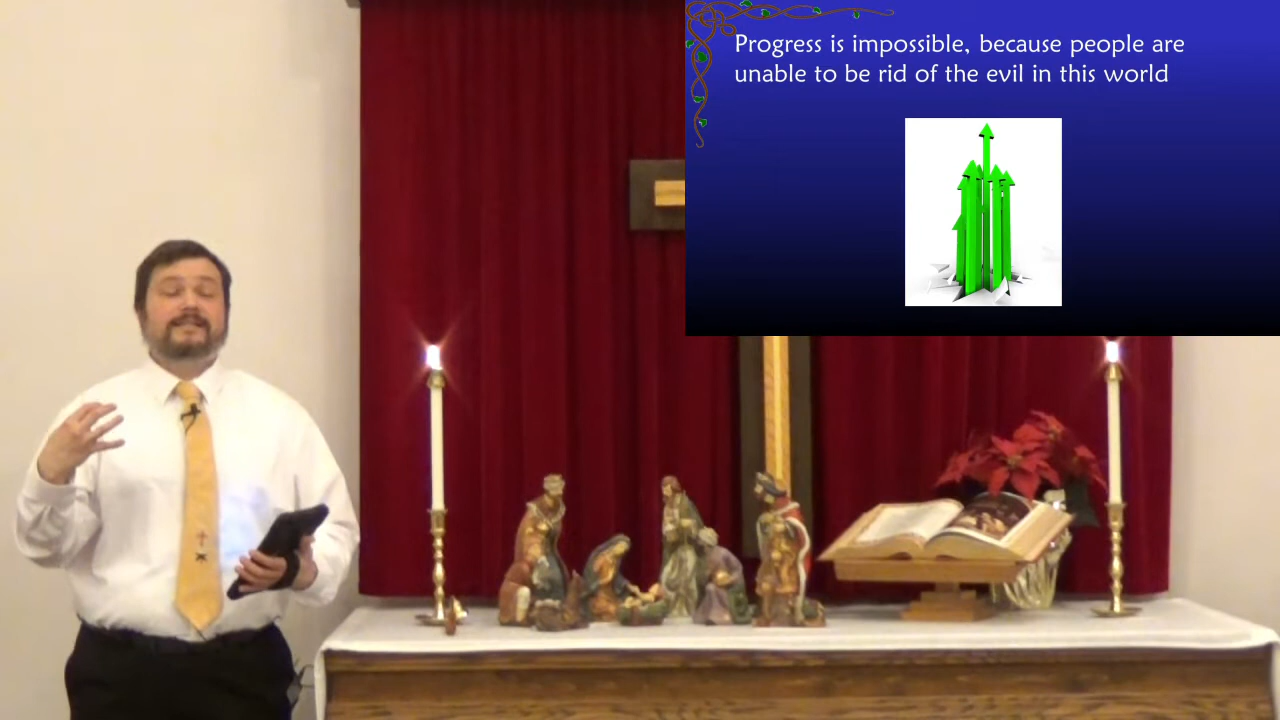 Progress is impossible, because people are
unable to be rid of the evil in this world